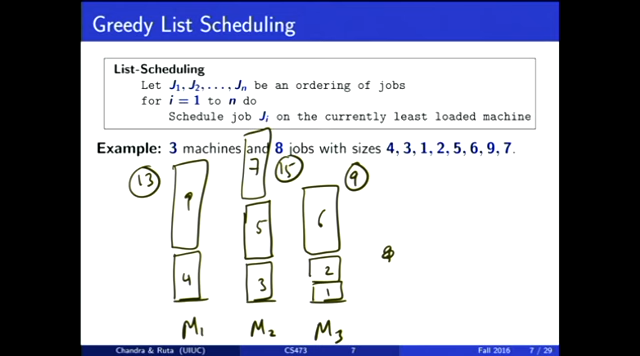 Greedy List Scheduling
List-Scheduling
Let J1, J2, ..., Jn be an ordering of jobs
for i = 1 to n do
Schedule job Ji on the currently least loaded machine
Example: 3 machines and 8 jobs with sizes 4, 3, 1, 2, 5, 6, 9, 7.
13 7 15 9
9 5 6
4 3 2
1
M1 M2 M3
Chandra & Ruta (UIUC) CS473 7 Fall 2016 7 / 29